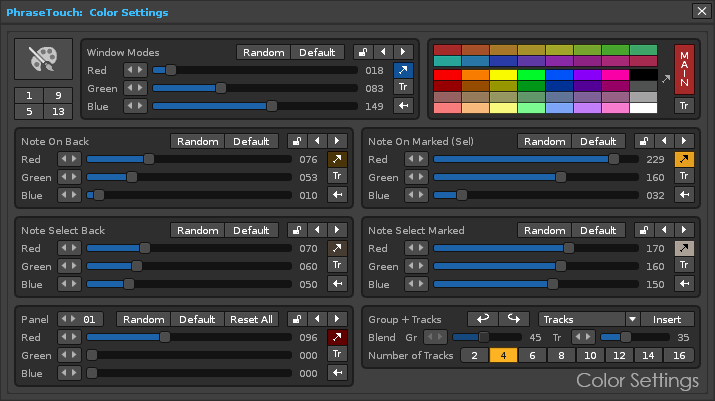 PhraseTouch: Color Settings
Window Modes Random Default
Red 018
Green 083
Blue 149
1 9
5 13
MAIN
Tr
Note On Back Random Default
Red 076
Green 053 Tr
Blue 010
Note On Marked (Sel) Random Default
Red 229
Green 160 Tr
Blue 032
Note Select Back Random Default
Red 070
Green 060 Tr
Blue 050
Note Select Marked Random Default
Red 170
Green 160 Tr
Blue 150
Panel 01 Random Default Reset All
Red 096
Green 000 Tr
Blue 000
Group + Tracks Tracks Insert
Blend Gr 45 Tr 35
Number of Tracks 2 4 6 8 10 12 14 16
Color Settings